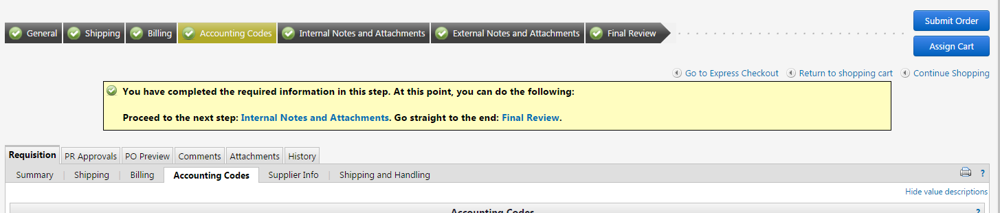 Submit Order
General Shipping Billing Accounting Codes Internal Notes and Attachments External Notes and Attachments Final Review
Assign Cart
Go to Express Checkout Return to shopping cart Continue Shopping
You have completed the required information in this step. At this point, you can do the following:
Proceed to the next step: Internal Notes and Attachments. Go straight to the end: Final Review.
Requisition PR Approvals PO Preview Comments Attachments History
Summary Shipping Billing Accounting Codes Supplier Info Shipping and Handling ?
Hide value descriptions
Accounting Codes ?